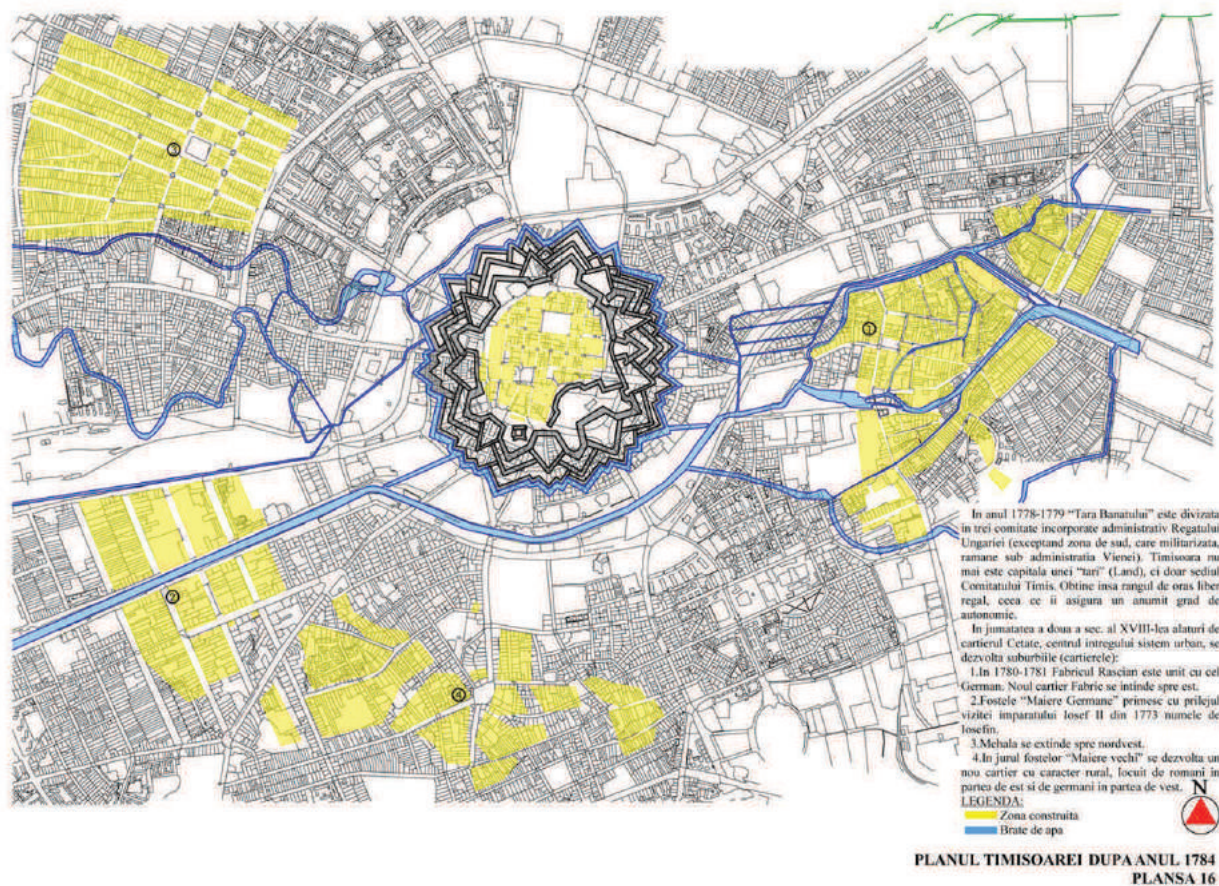 3
1
2
4
In anul 1778-1779 "Tara Banatului" este divizata
in trei comitate incorporate administrativ Regatului
Ungariei (exceptand zona de sud, care militarizata,
ramane sub administratia Vienei). Timisoara nu
mai este capitala unei "tari" (Land), ci doar sediul
Comitatului Timis. Obtine insa rangul de oras liber
regal, ceea ce ii asigura un anumit grad de
autonomie.
In jumatatea a doua a sec. al XVIII-lea alaturi de
cartierul Cetate, centrul intregului sistem urban, se
dezvolta suburbiile (cartierele):
1.In 1780-1781 Fabricul Rascian este unit cu cel
German. Noul cartier Fabric se intinde spre est.
2.Fostele "Maiere Germane" primesc cu prilejul
vizitei imparatului Iosef II din 1773 numele de
Iosefin.
3.Mehala se extinde spre nordvest.
4.In jurul fostelor "Maiere vechi" se dezvolta un
nou cartier cu caracter rural, locuit de romani in
partea de est si de germani in partea de vest.
N
LEGENDA:
Zona construita
Brate de apa
PLANUL TIMISOAREI DUPA ANUL 1784
PLANSA 16